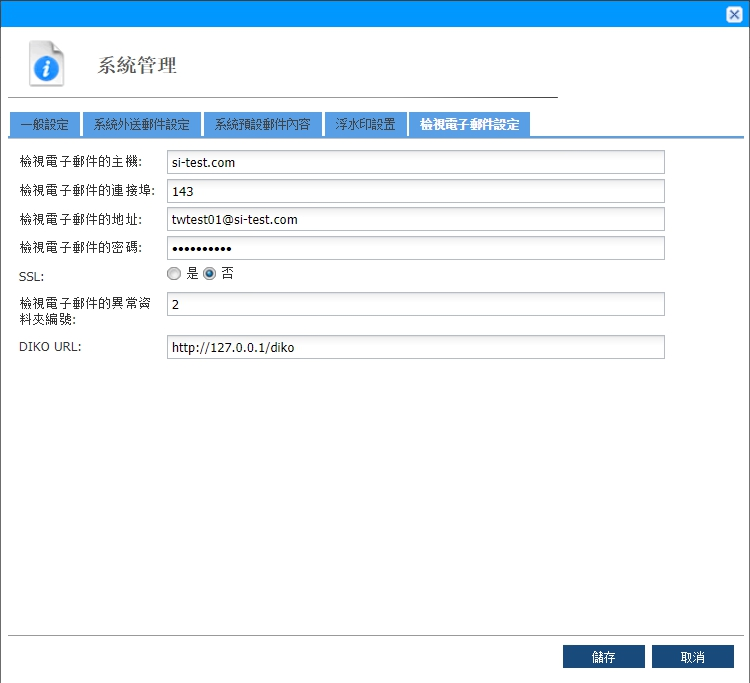 系統管理
一般設定 系統外送郵件設定 系統預設郵件內容 浮水印設置 檢視電子郵件設定
檢視電子郵件的主機: si-test.com
檢視電子郵件的連接埠: 143
檢視電子郵件的地址: twtest01@si-test.com
檢視電子郵件的密碼: ••••••••••
SSL: 是 否
檢視電子郵件的異常資
料夾編號: 2
DIKO URL: http://127.0.0.1/diko
儲存 取消